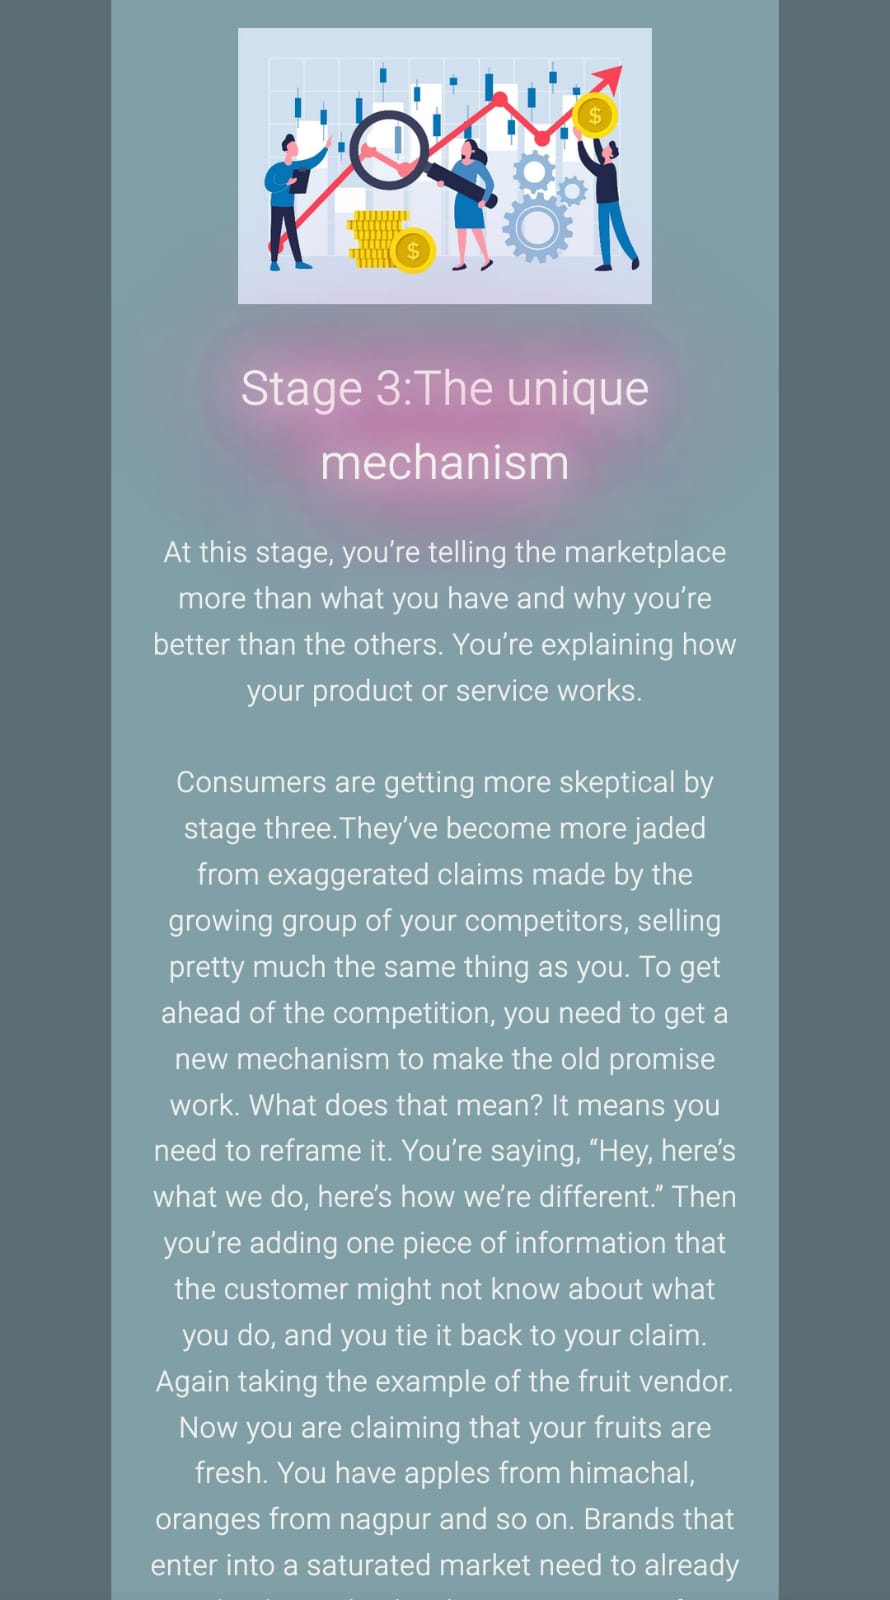 $
$
Stage 3:The unique
mechanism
At this stage, you’re telling the marketplace
more than what you have and why you’re
better than the others. You’re explaining how
your product or service works.
Consumers are getting more skeptical by
stage three.They’ve become more jaded
from exaggerated claims made by the
growing group of your competitors, selling
pretty much the same thing as you. To get
ahead of the competition, you need to get a
new mechanism to make the old promise
work. What does that mean? It means you
need to reframe it. You’re saying, “Hey, here’s
what we do, here’s how we’re different.” Then
you’re adding one piece of information that
the customer might not know about what
you do, and you tie it back to your claim.
Again taking the example of the fruit vendor.
Now you are claiming that your fruits are
fresh. You have apples from himachal,
oranges from nagpur and so on. Brands that
enter into a saturated market need to already